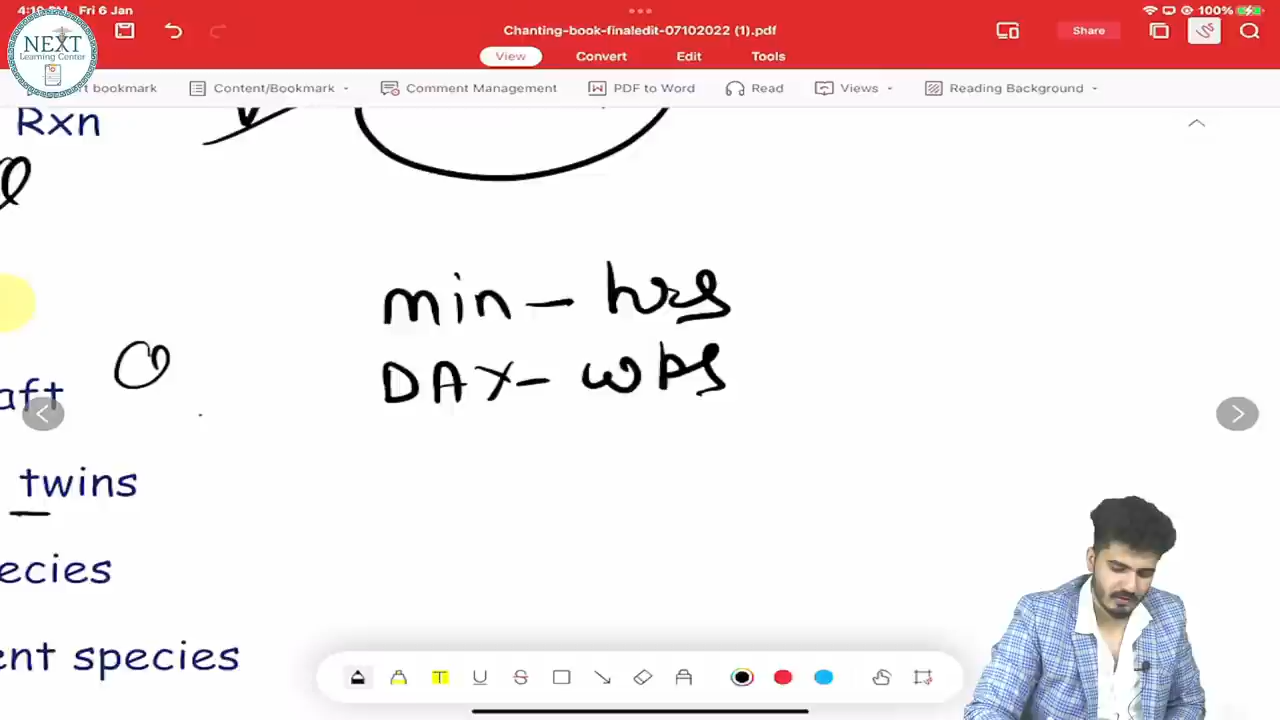 4:19 PM Fri 6 Jan
100%
NEXT
Learning Center
Chanting-book-finaledit-07102022 (1).pdf
Share
View
Convert
Edit
Tools
bookmark
Content/Bookmark
Comment Management
PDF to Word
Read
Views
Reading Background
Rxn
min - hrs
DAX - wks
aft
twins
ecies
ent species
T
U
S